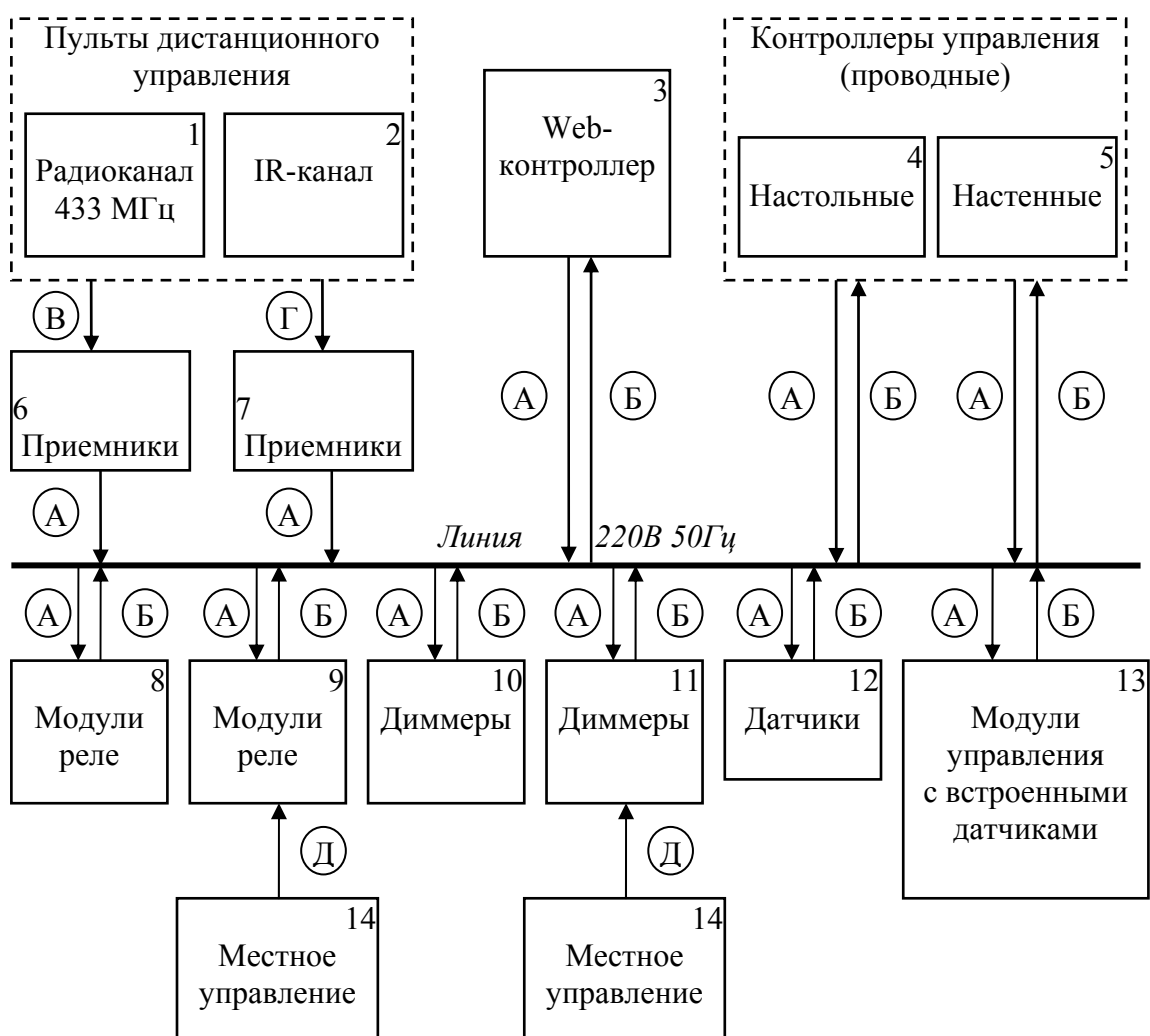 Пульты дистанционного
управления
1
Радиоканал
433 МГц
2
IR-канал
3
Web-
контроллер
Контроллеры управления
(проводные)
4
Настольные
5
Настенные
В
Г
6
Приемники
7
Приемники
А
Б
А
Б
А
Б
А
А
Линия 220В 50Гц
А
Б
А
Б
А
Б
А
Б
А
Б
А
Б
8
Модули
реле
9
Модули
реле
10
Диммеры
11
Диммеры
12
Датчики
13
Модули
управления
с встроенными
датчиками
Д
Д
14
Местное
управление
14
Местное
управление